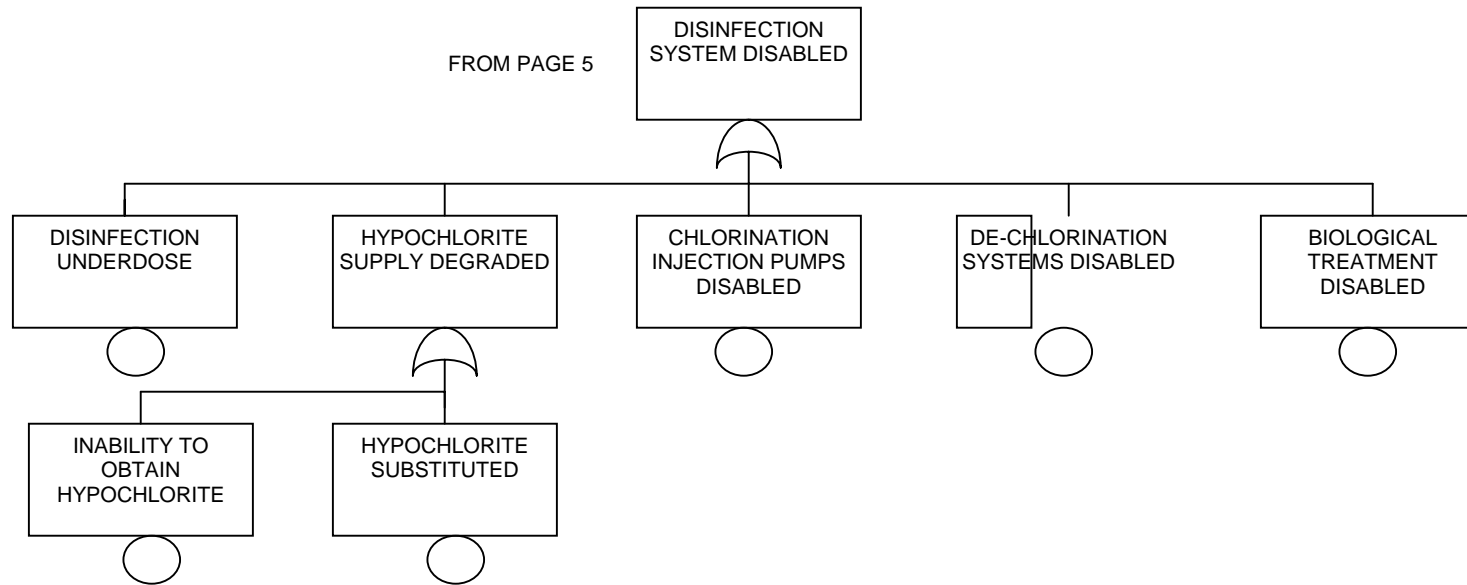 DISINFECTION
SYSTEM DISABLED
FROM PAGE 5
DISINFECTION
UNDERDOSE
HYPOCHLORITE
SUPPLY DEGRADED
CHLORINATION
INJECTION PUMPS
DISABLED
DE-CHLORINATION
SYSTEMS DISABLED
BIOLOGICAL
TREATMENT
DISABLED
INABILITY TO
OBTAIN
HYPOCHLORITE
HYPOCHLORITE
SUBSTITUTED